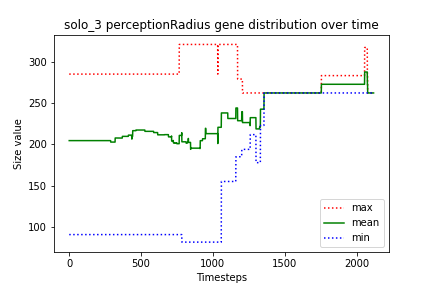 solo_3 perceptionRadius gene distribution over time
Size value
300
250
200
150
100
0
500
1000
1500
2000
Timesteps
max
mean
min